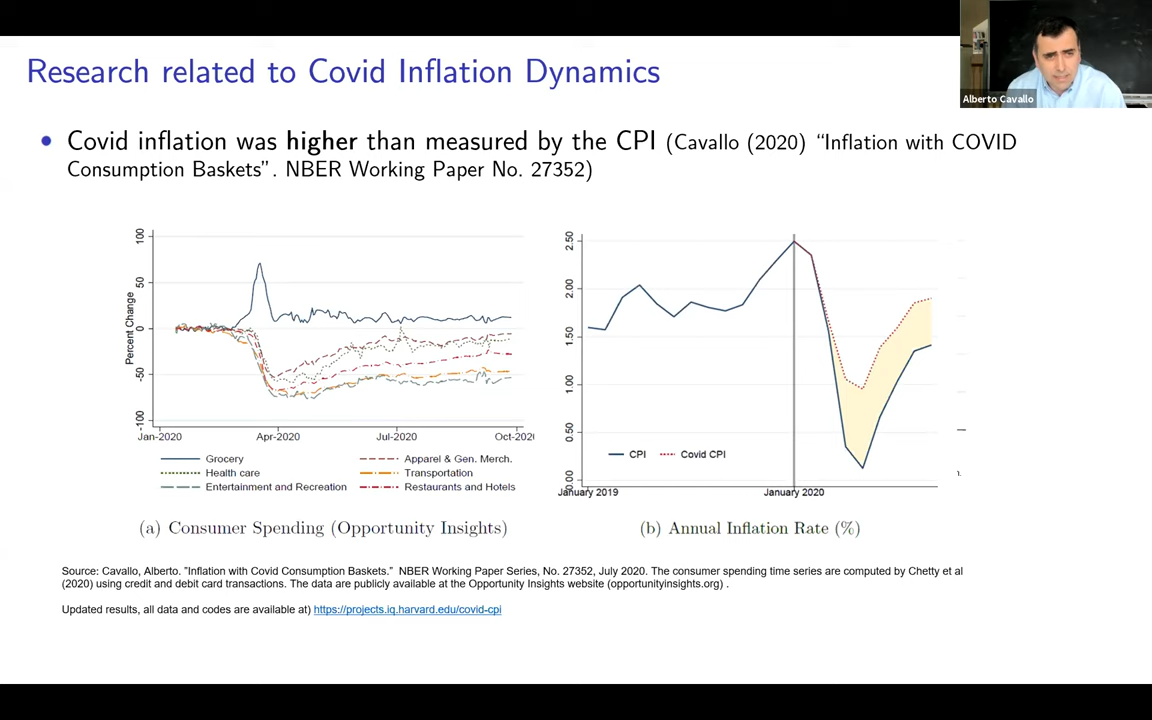 Research related to Covid Inflation Dynamics
Alberto Cavallo
Covid inflation was higher than measured by the CPI (Cavallo (2020) “Inflation with COVID
Consumption Baskets”. NBER Working Paper No. 27352)
Percent Change
100
50
0
-50
-100
Jan-2020
Apr-2020
Jul-2020
Oct-2020
Grocery
Apparel & Gen. Merch.
Health care
Transportation
Entertainment and Recreation
Restaurants and Hotels
(a) Consumer Spending (Opportunity Insights)
2.50
2.00
1.50
1.00
0.50
0.00
CPI
Covid CPI
January 2019
January 2020
(b) Annual Inflation Rate (%)
Source: Cavallo, Alberto. "Inflation with Covid Consumption Baskets." NBER Working Paper Series, No. 27352, July 2020. The consumer spending time series are computed by Chetty et al
(2020) using credit and debit card transactions. The data are publicly available at the Opportunity Insights website (opportunityinsights.org) .
Updated results, all data and codes are available at) https://projects.iq.harvard.edu/covid-cpi